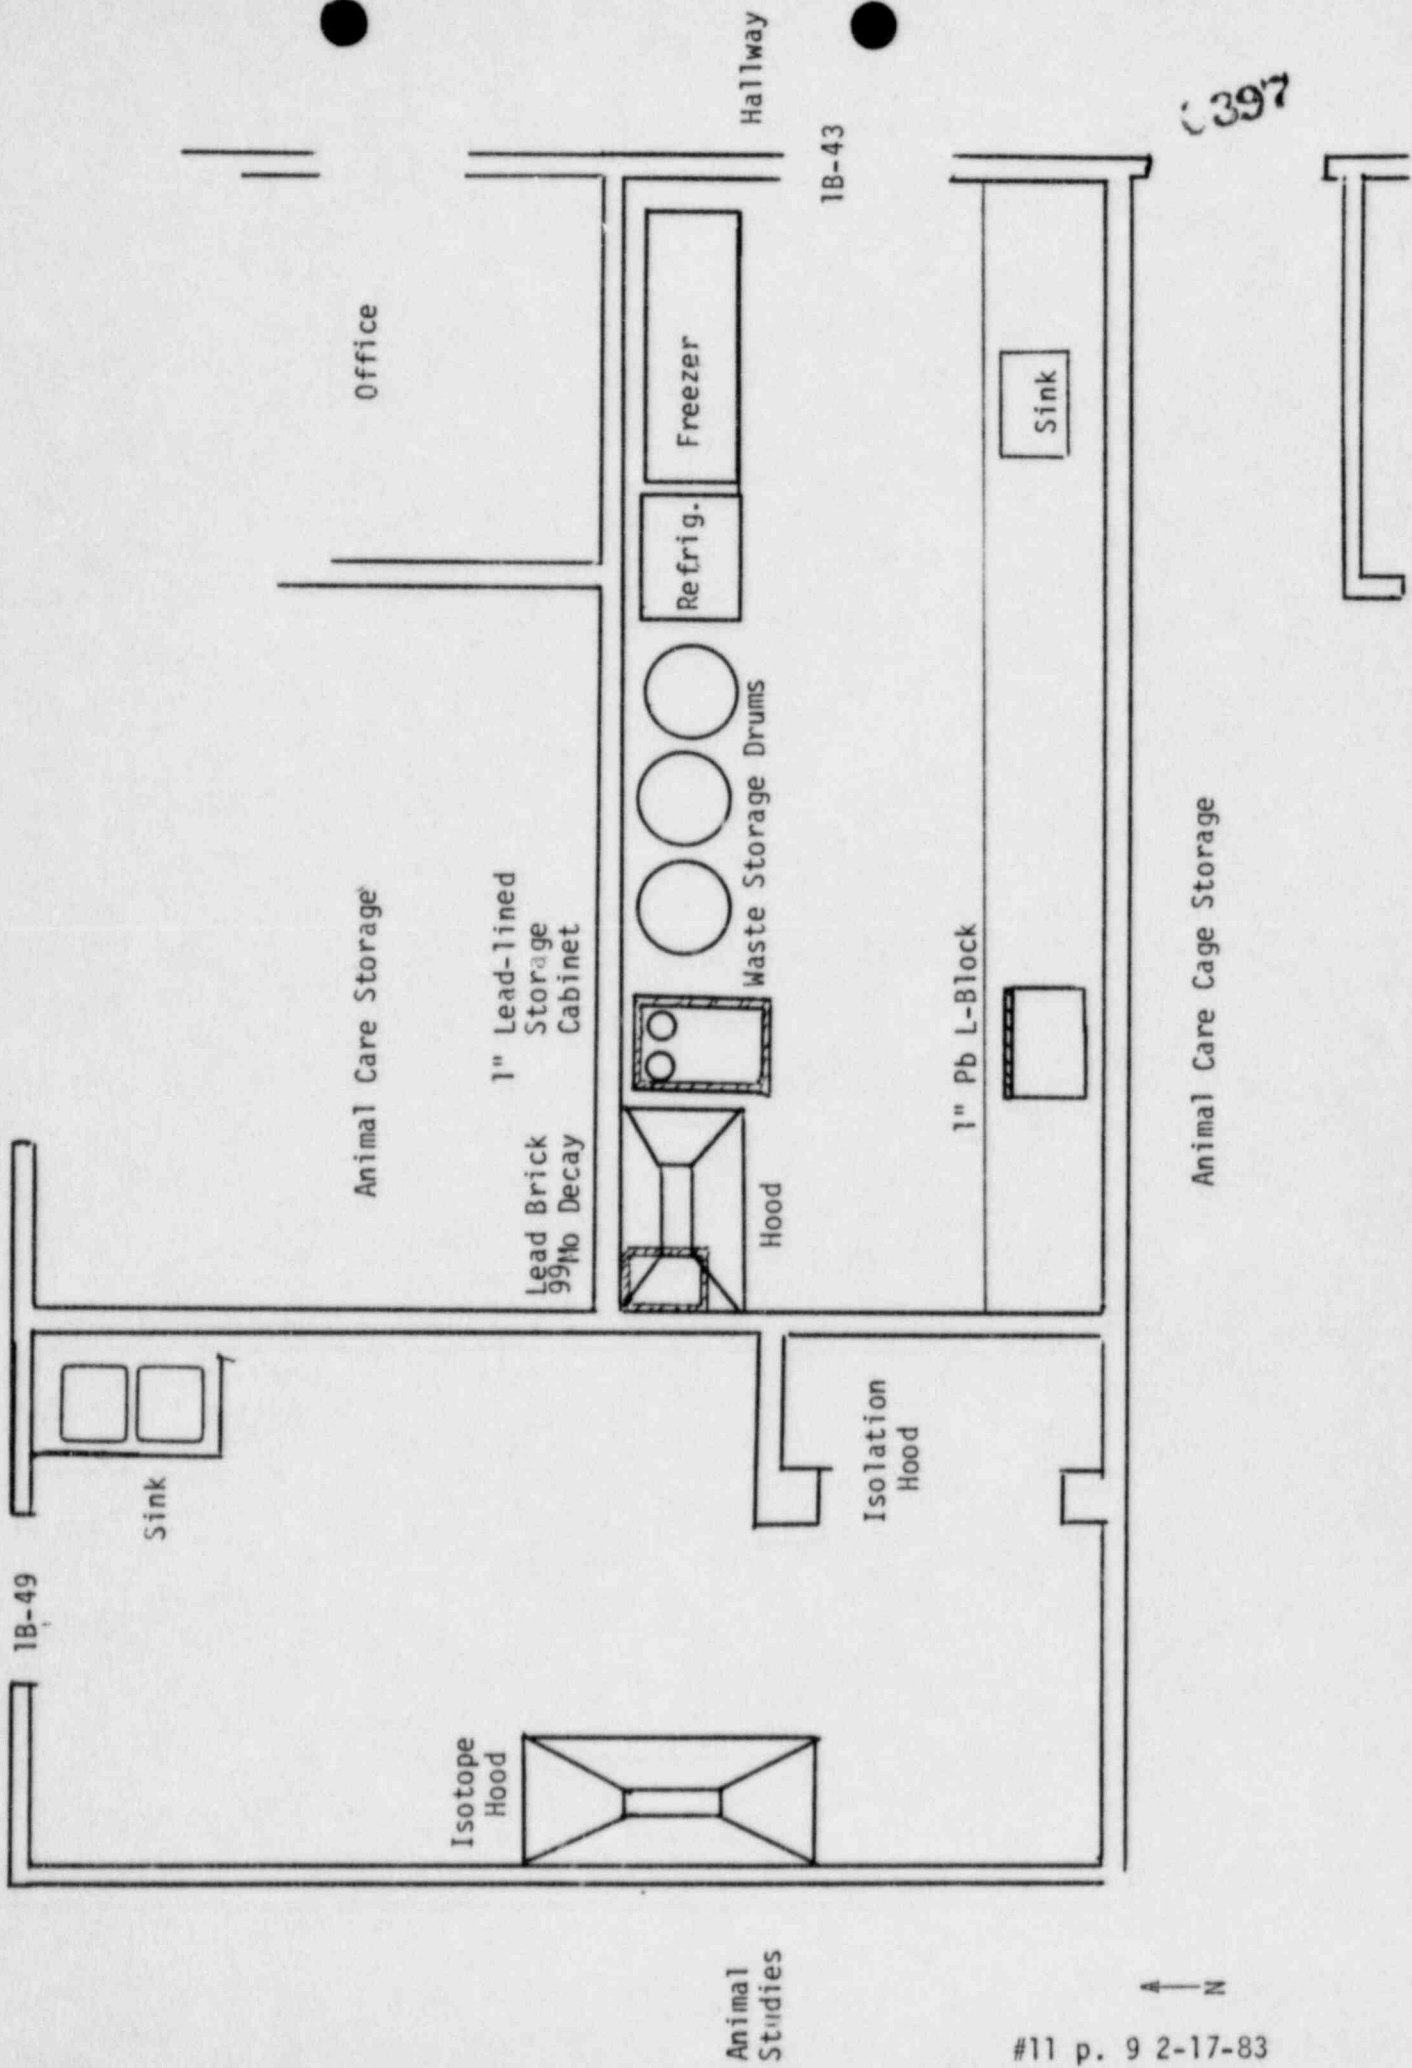 Hallway
1B-43
397
Office
Freezer
Refrig.
Sink
Waste Storage Drums
Animal Care Storage
1" Lead-lined
Storage
Cabinet
Lead Brick
99Mo Decay
Hood
1" Pb L-Block
Animal Care Cage Storage
1B-49
Sink
Isolation
Hood
Isotope
Hood
Animal
Studies
N
#11 p. 9 2-17-83